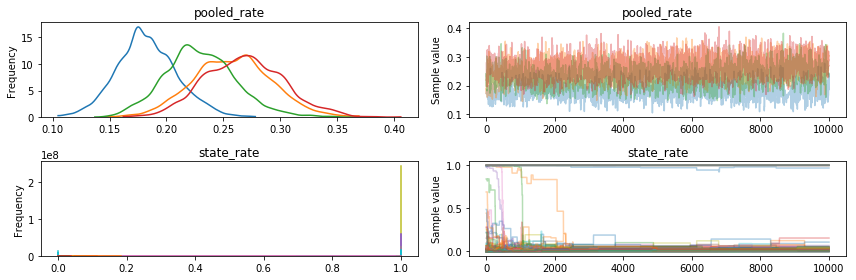 pooled_rate
Frequency
15
10
5
0
0.10 0.15 0.20 0.25 0.30 0.35 0.40
pooled_rate
Sample value
0.4
0.3
0.2
0.1
0 2000 4000 6000 8000 10000
state_rate
1e8
Frequency
2
1
0
0.0 0.2 0.4 0.6 0.8 1.0
state_rate
Sample value
1.0
0.5
0.0
0 2000 4000 6000 8000 10000